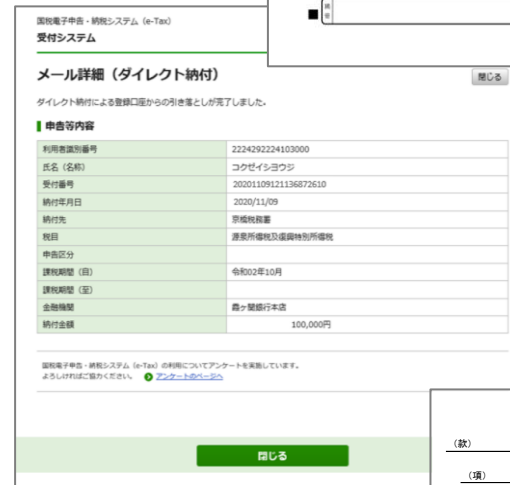 国税電子申告・納税システム（e-Tax）
受付システム
メール詳細（ダイレクト納付）
閉じる
ダイレクト納付による登録口座からの引き落としが完了しました。
申告等内容
利用者識別番号 2224292224103000
氏名（名称） コクゼイショウジ
受付番号 20201109121136872610
納付年月日 2020/11/09
納付先 京橋税務署
税目 源泉所得税及復興特別所得税
申告区分
課税期間（自） 令和02年10月
課税期間（至）
金融機関 霞ヶ関銀行本店
納付金額 100,000円
国税電子申告・納税システム（e-Tax）の利用についてアンケートを実施しています。
よろしければご協力ください。 アンケートのページへ
閉じる
（款）
（項）